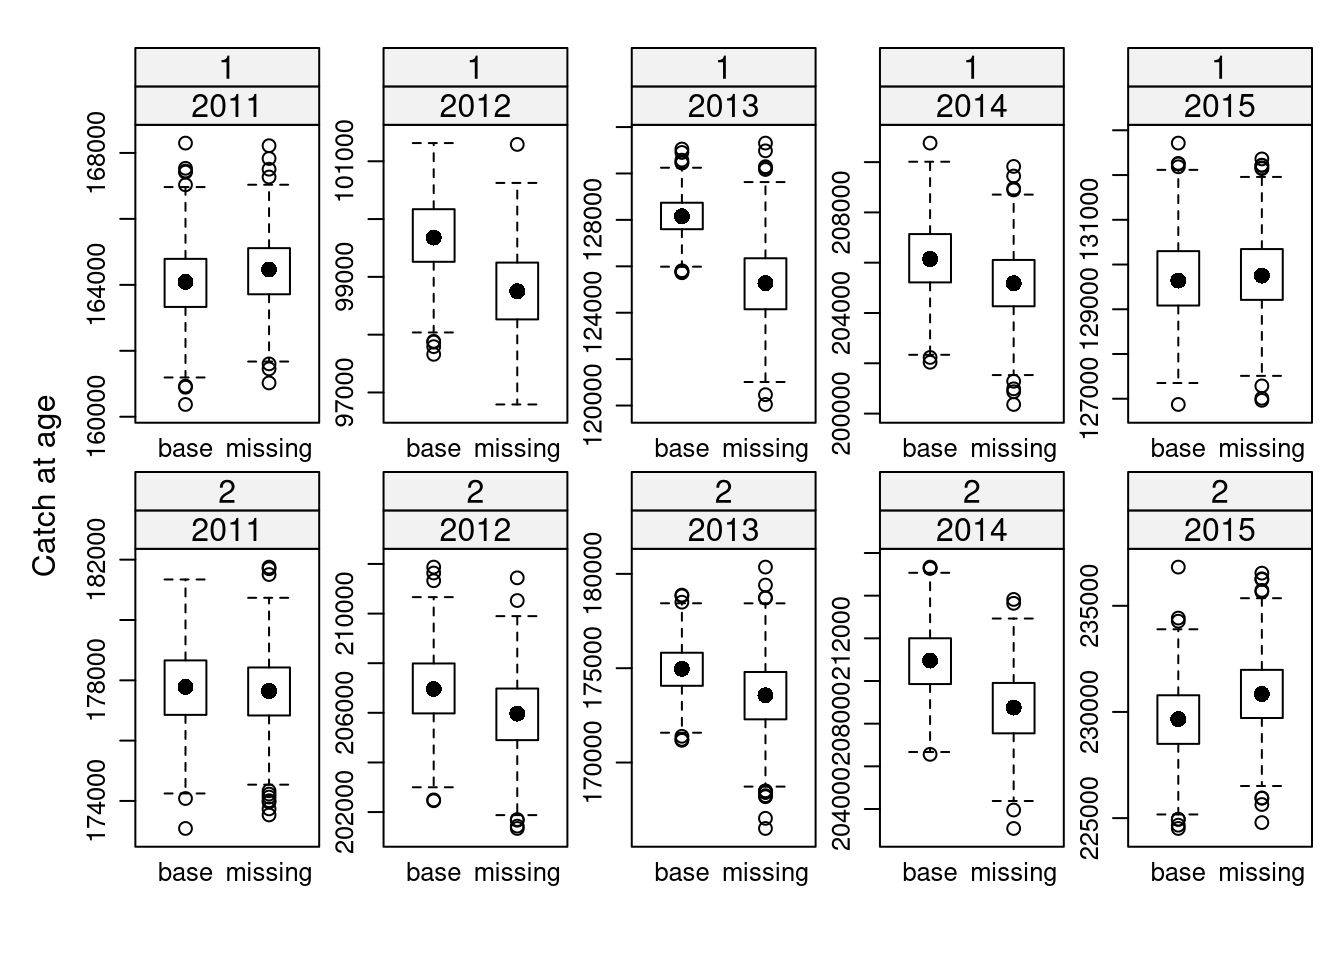 Catch at age
1 1 1 1 1
2011 2012 2013 2014 2015
168000 164000 160000
101000 99000 97000
128000 124000 120000
208000 204000 200000
131000 129000 127000
base missing base missing base missing base missing base missing
2 2 2 2 2
2011 2012 2013 2014 2015
182000 178000 174000
210000 206000 202000
180000 175000 170000
212000 208000 204000
235000 230000 225000
base missing base missing base missing base missing base missing